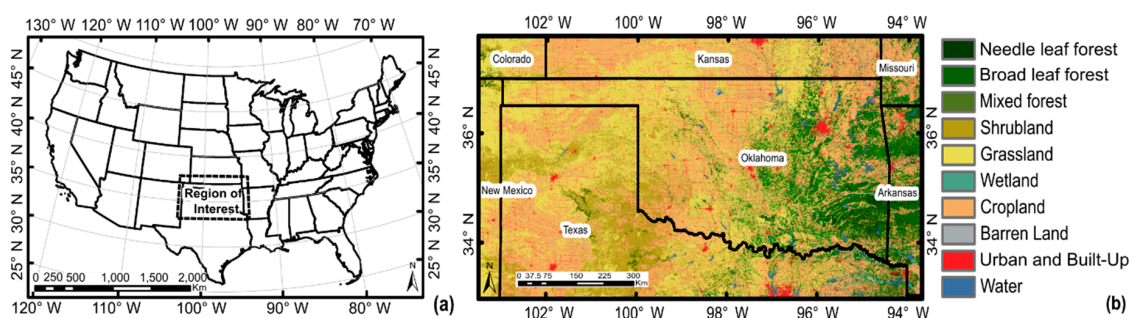 130° W 120° W 110° W 100° W 90° W 80° W 70° W
45° N
40° N
35° N
30° N
25° N
45° N
40° N
35° N
30° N
25° N
Region of
Interest
0 250 500 1,000 1,500 2,000
Km
N
(a)
120° W 110° W 100° W 90° W 80° W
102° W 100° W 98° W 96° W 94° W
36° N
34° N
36° N
34° N
Colorado
Kansas
Missouri
Oklahoma
New Mexico
Arkansas
Texas
N
0 37.5 75 150 225 300
Km
102° W 100° W 98° W 96° W 94° W
Needle leaf forest
Broad leaf forest
Mixed forest
Shrubland
Grassland
Wetland
Cropland
Barren Land
Urban and Built-Up
Water
(b)